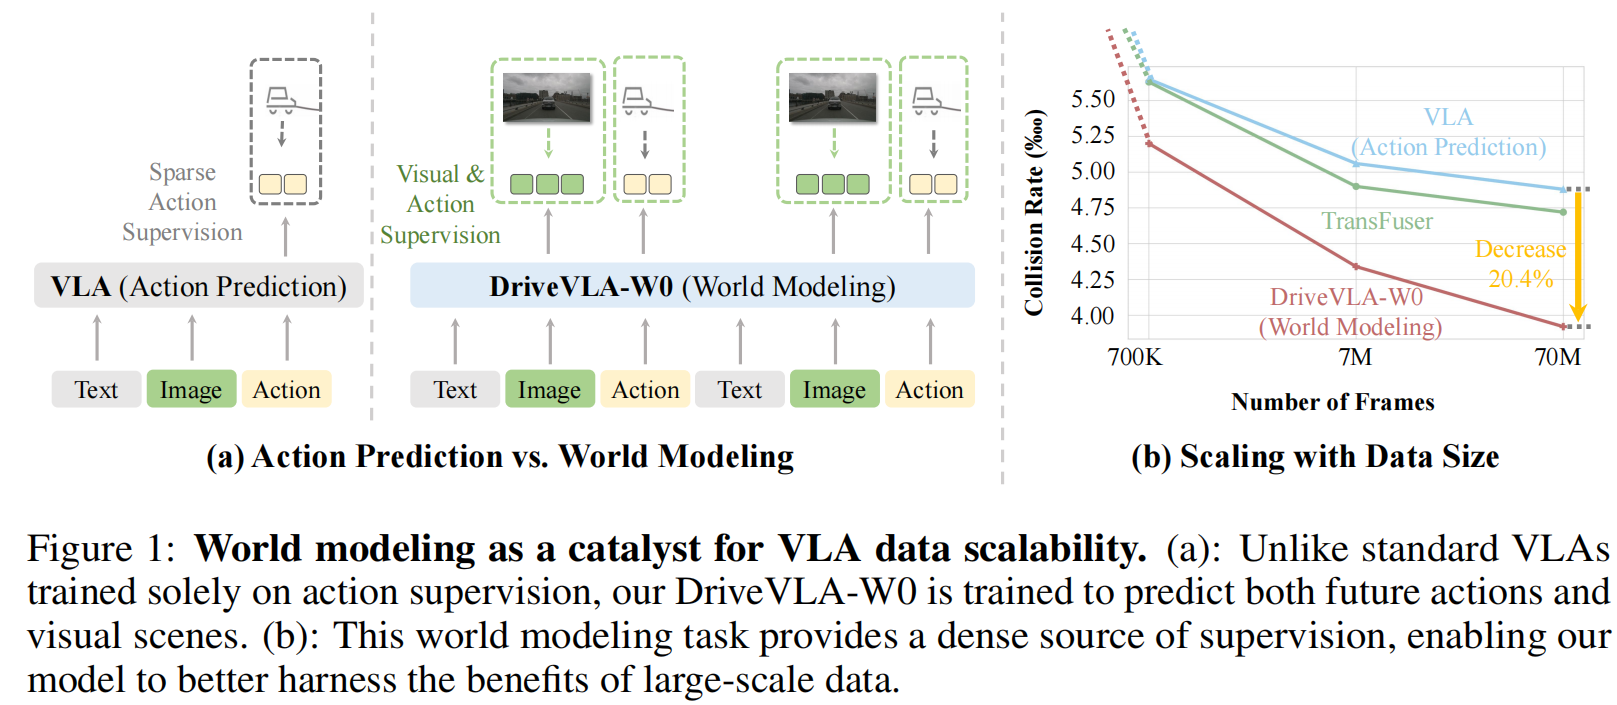 Sparse
Action
Supervision
VLA (Action Prediction)
Text
Image
Action
Visual &
Action
Supervision
DriveVLA-W0 (World Modeling)
Text
Image
Action
Text
Image
Action
(a) Action Prediction vs. World Modeling
Collision Rate (‱)
5.50
5.25
5.00
4.75
4.50
4.25
4.00
VLA
(Action Prediction)
TransFuser
Decrease
20.4%
DriveVLA-W0
(World Modeling)
700K
7M
70M
Number of Frames
(b) Scaling with Data Size
Figure 1: World modeling as a catalyst for VLA data scalability. (a): Unlike standard VLAs
trained solely on action supervision, our DriveVLA-W0 is trained to predict both future actions and
visual scenes. (b): This world modeling task provides a dense source of supervision, enabling our
model to better harness the benefits of large-scale data.